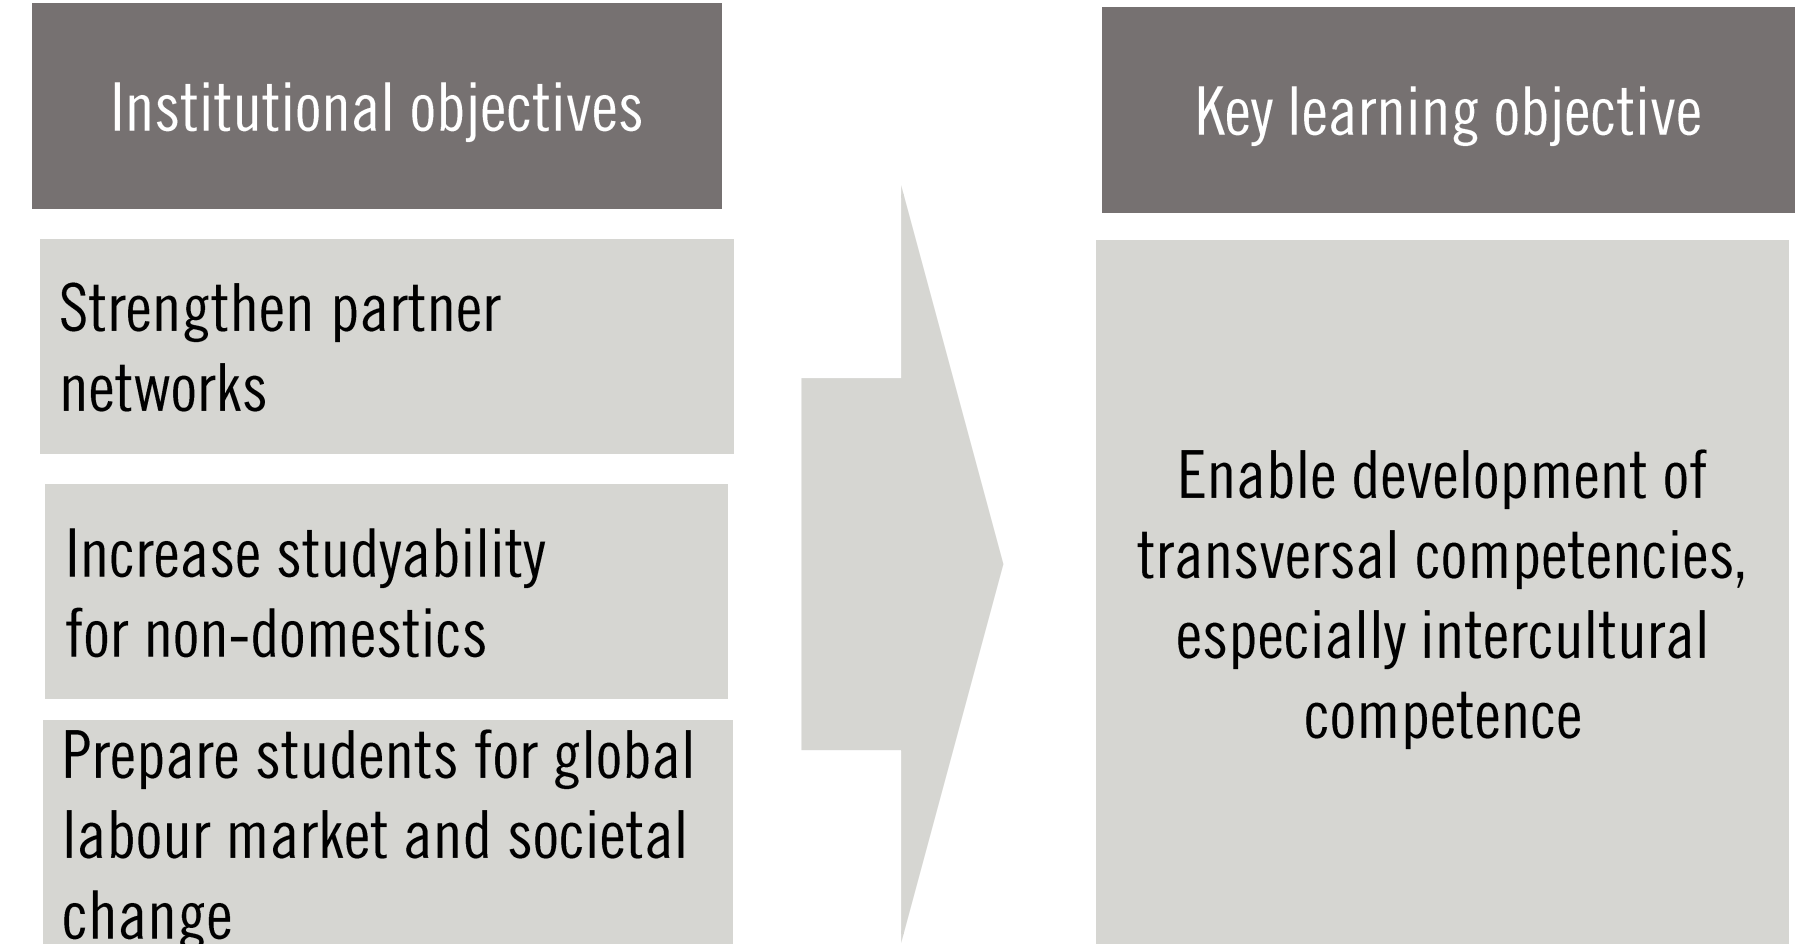 Institutional objectives
Strengthen partner
networks
Increase studyability
for non-domestics
Prepare students for global
labour market and societal
change
Key learning objective
Enable development of
transversal competencies,
especially intercultural
competence